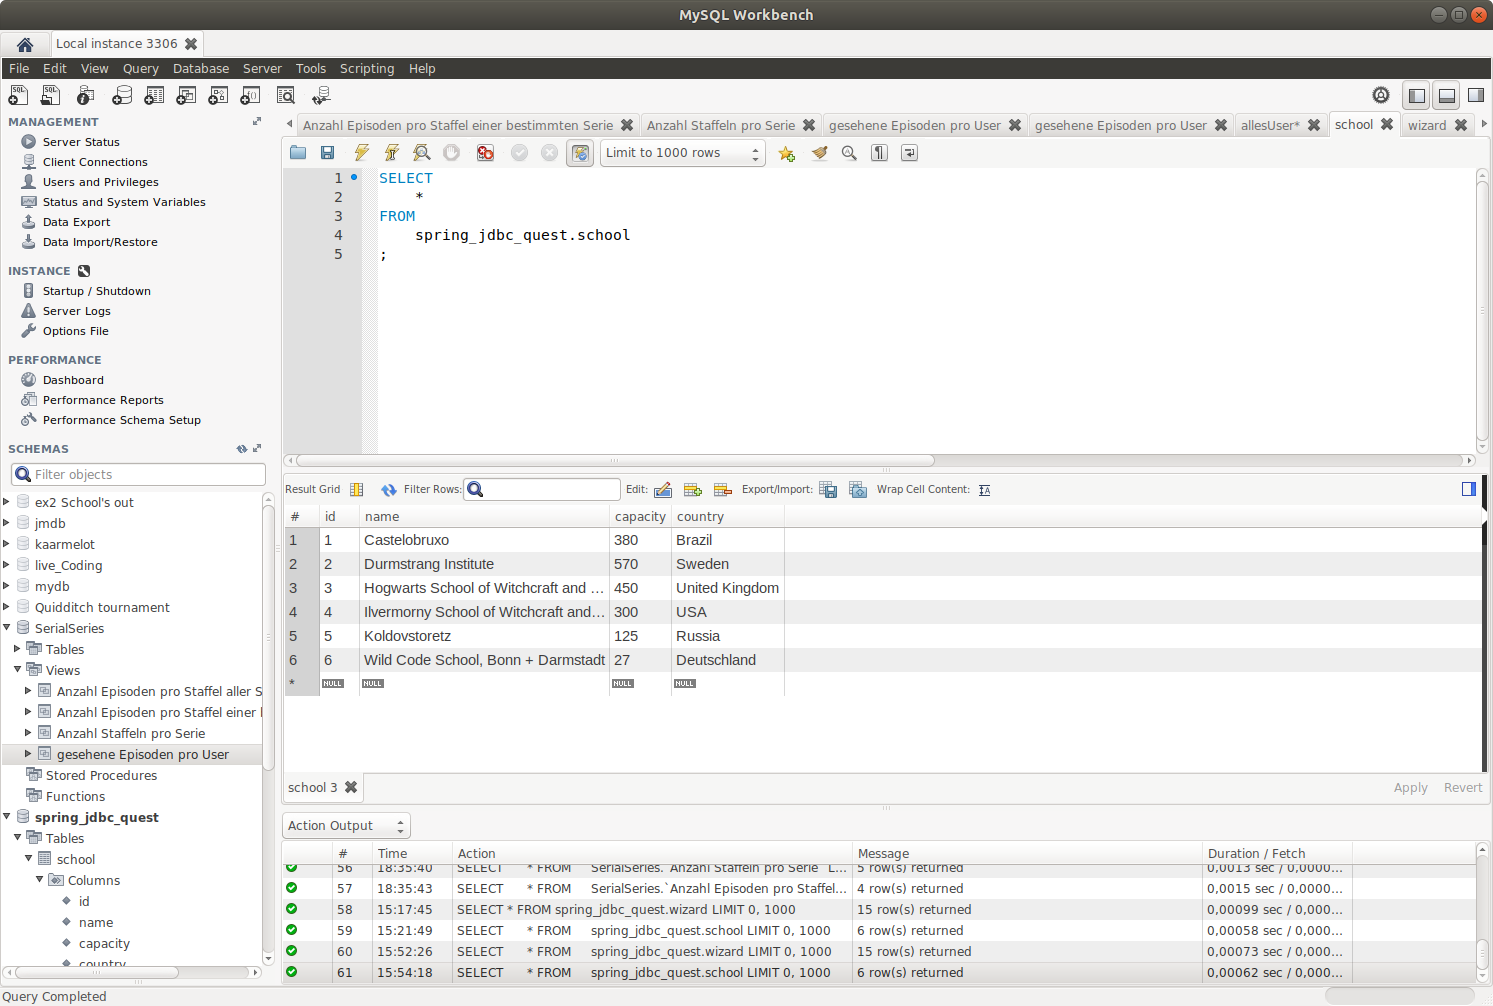 MySQL Workbench
Local instance 3306
File Edit View Query Database Server Tools Scripting Help
MANAGEMENT
Server Status
Client Connections
Users and Privileges
Status and System Variables
Data Export
Data Import/Restore
INSTANCE
Startup / Shutdown
Server Logs
Options File
PERFORMANCE
Dashboard
Performance Reports
Performance Schema Setup
SCHEMAS
Filter objects
ex2 School's out
jmdb
kaarmelot
live_Coding
mydb
Quidditch tournament
SerialSeries
Tables
Views
Anzahl Episoden pro Staffel aller S
Anzahl Episoden pro Staffel einer
Anzahl Staffeln pro Serie
gesehene Episoden pro User
Stored Procedures
Functions
spring_jdbc_quest
Tables
school
Columns
id
name
capacity
country
Anzahl Episoden pro Staffel einer bestimmten Serie Anzahl Staffeln pro Serie gesehene Episoden pro User gesehene Episoden pro User allesUser* school wizard
Limit to 1000 rows
1 SELECT
2 *
3 FROM
4 spring_jdbc_quest.school
5 ;
Result Grid Filter Rows: Edit: Export/Import: Wrap Cell Content:
# id name capacity country
1 1 Castelobruxo 380 Brazil
2 2 Durmstrang Institute 570 Sweden
3 3 Hogwarts School of Witchcraft and ... 450 United Kingdom
4 4 Ilvermorny School of Witchcraft and... 300 USA
5 5 Koldovstoretz 125 Russia
6 6 Wild Code School, Bonn + Darmstadt 27 Deutschland
* NULL NULL NULL NULL
school 3 Apply Revert
Action Output
# Time Action Message Duration / Fetch
56 18:35:40 SELECT * FROM SerialSeries.`Anzahl Staffeln pro Serie` L... 5 row(s) returned 0,0013 sec / 0,0000...
57 18:35:43 SELECT * FROM SerialSeries.`Anzahl Episoden pro Staffel... 4 row(s) returned 0,0015 sec / 0,0000...
58 15:17:45 SELECT * FROM spring_jdbc_quest.wizard LIMIT 0, 1000 15 row(s) returned 0,00099 sec / 0,000...
59 15:21:49 SELECT * FROM spring_jdbc_quest.school LIMIT 0, 1000 6 row(s) returned 0,00058 sec / 0,000...
60 15:52:26 SELECT * FROM spring_jdbc_quest.wizard LIMIT 0, 1000 15 row(s) returned 0,00073 sec / 0,000...
61 15:54:18 SELECT * FROM spring_jdbc_quest.school LIMIT 0, 1000 6 row(s) returned 0,00062 sec / 0,000...
Query Completed